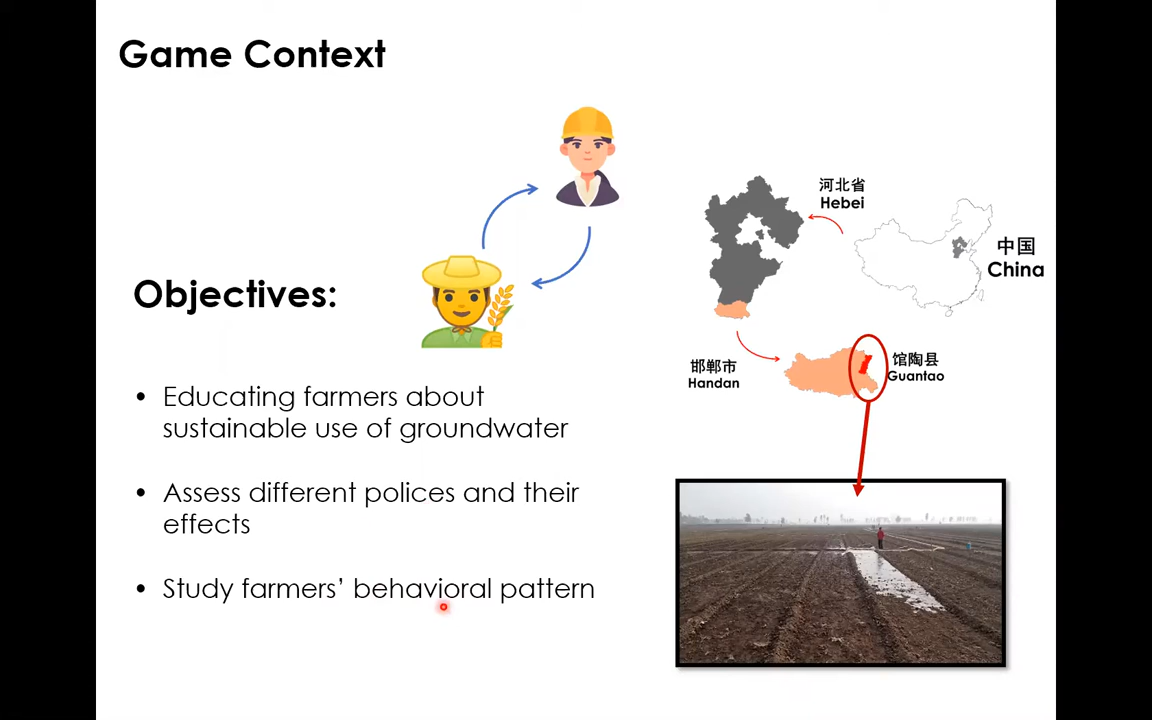 Game Context
河北省
Hebei
中国
China
Objectives:
邯郸市
Handan
馆陶县
Guantao
• Educating farmers about
sustainable use of groundwater
• Assess different polices and their
effects
• Study farmers’ behavioral pattern